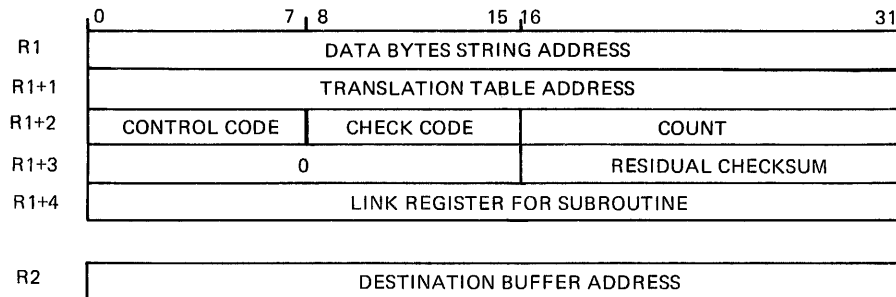 0 7 8 15 16 31
R1 DATA BYTES STRING ADDRESS
R1+1 TRANSLATION TABLE ADDRESS
R1+2 CONTROL CODE CHECK CODE COUNT
R1+3 0 RESIDUAL CHECKSUM
R1+4 LINK REGISTER FOR SUBROUTINE
R2 DESTINATION BUFFER ADDRESS